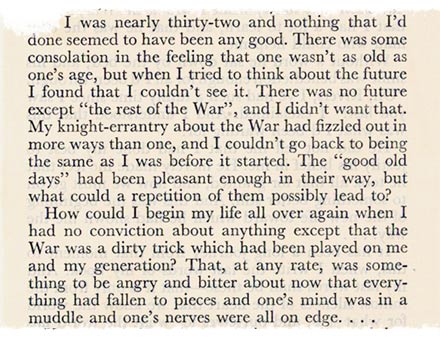 I was nearly thirty-two and nothing that I'd
done seemed to have been any good. There was some
consolation in the feeling that one wasn't as old as
one's age, but when I tried to think about the future
I found that I couldn't see it. There was no future
except "the rest of the War", and I didn't want that.
My knight-errantry about the War had fizzled out in
more ways than one, and I couldn't go back to being
the same as I was before it started. The "good old
days" had been pleasant enough in their way, but
what could a repetition of them possibly lead to?
How could I begin my life all over again when I
had no conviction about anything except that the
War was a dirty trick which had been played on me
and my generation? That, at any rate, was some-
thing to be angry and bitter about now that every-
thing had fallen to pieces and one's mind was in a
muddle and one's nerves were all on edge. . . .